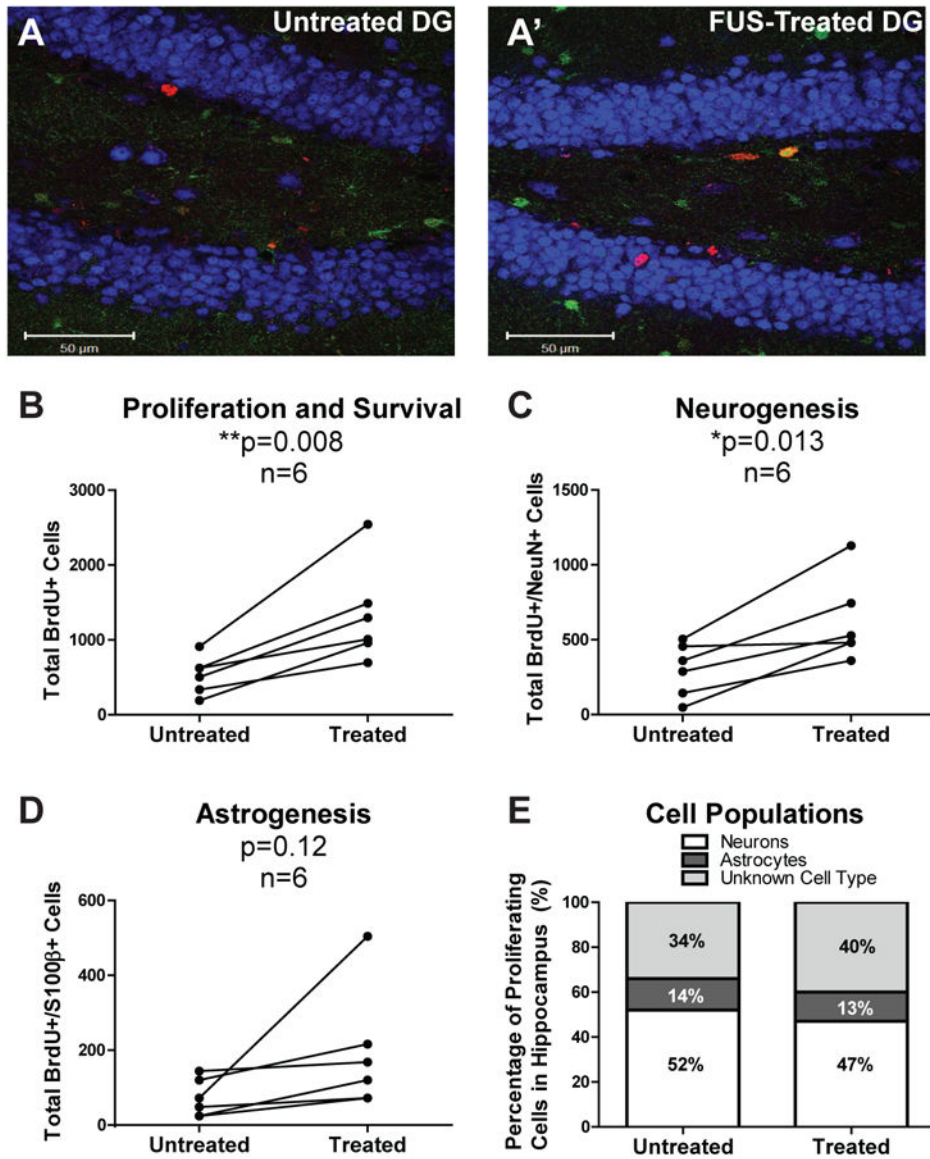 A
Untreated DG
50 µm
A'
FUS-Treated DG
50 µm
B
Proliferation and Survival
**p=0.008
n=6
Total BrdU+ Cells
3000
2000
1000
0
Untreated
Treated
C
Neurogenesis
*p=0.013
n=6
Total BrdU+/NeuN+ Cells
1500
1000
500
0
Untreated
Treated
D
Astrogenesis
p=0.12
n=6
Total BrdU+/S100β+ Cells
600
400
200
0
Untreated
Treated
E
Cell Populations
Neurons
Astrocytes
Unknown Cell Type
Percentage of Proliferating
Cells in Hippocampus (%)
100
80
60
40
20
0
34%
14%
52%
40%
13%
47%
Untreated
Treated